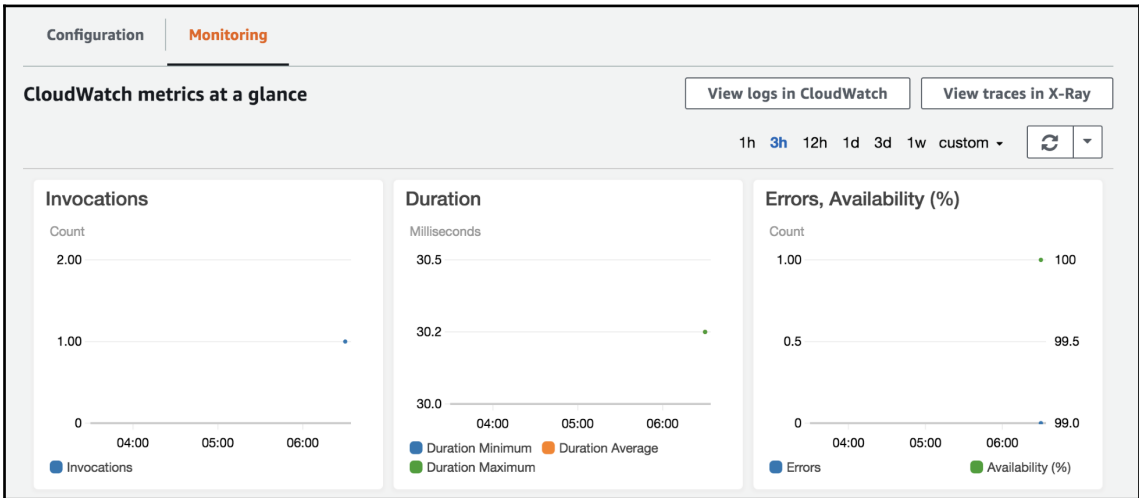 Configuration Monitoring
CloudWatch metrics at a glance
View logs in CloudWatch View traces in X-Ray
1h 3h 12h 1d 3d 1w custom
Invocations
Count
2.00
1.00
0
04:00 05:00 06:00
Invocations
Duration
Milliseconds
30.5
30.2
30.0
04:00 05:00 06:00
Duration Minimum Duration Average
Duration Maximum
Errors, Availability (%)
Count
1.00 100
0.5 99.5
0 99.0
04:00 05:00 06:00
Errors Availability (%)